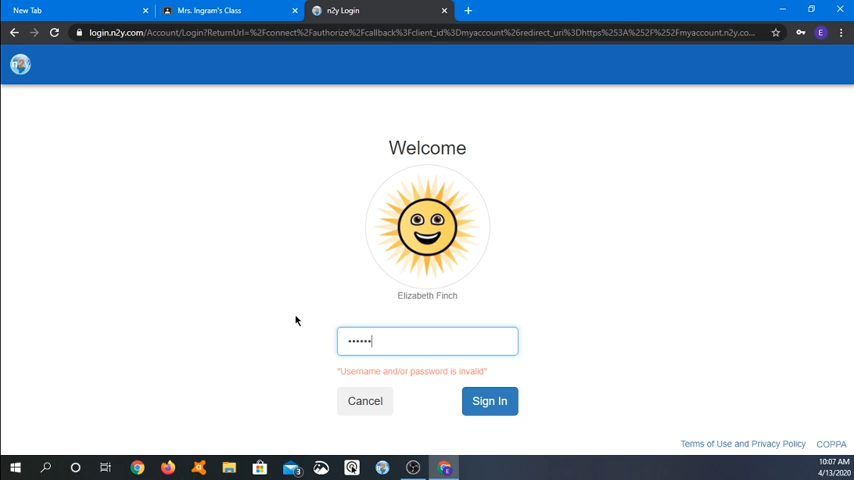 New Tab
Mrs. Ingram's Class
n2y Login
login.n2y.com/Account/Login?ReturnUrl=%2Fconnect%2Fauthorize%2Fcallback%3Fclient_id%3Dmyaccount%26redirect_uri%3Dhttps%253A%252F%252Fmyaccount.n2y.co...
E
n2y
Welcome
Elizabeth Finch
••••••
"Username and/or password is invalid"
Cancel
Sign In
Terms of Use and Privacy Policy
COPPA
3
10:07 AM
4/13/2020